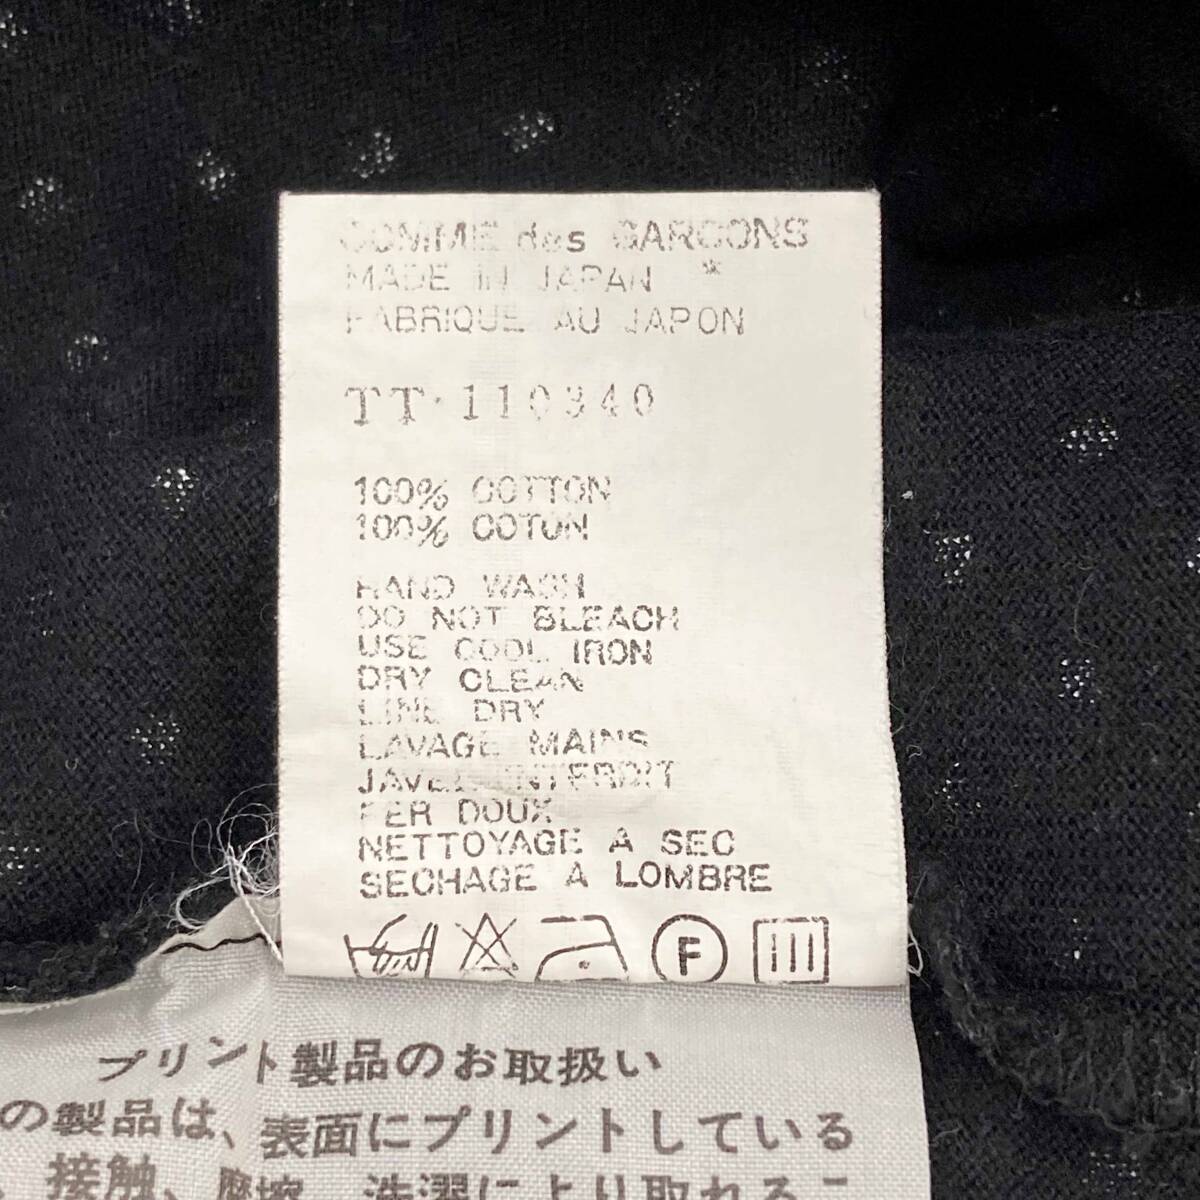 COMME des GARCONS
MADE IN JAPAN *
FABRIQUE AU JAPON
TT-110340
100% COTTON
100% COTON
HAND WASH
DO NOT BLEACH
USE COOL IRON
DRY CLEAN
LINE DRY
LAVAGE MAINS
JAVEL INTERDIT
FER DOUX
NETTOYAGE A SEC
SECHAGE A LOMBRE
F
プリント製品のお取扱い
の製品は、表面にプリントしている
接触、摩擦、洗濯により取れるこ